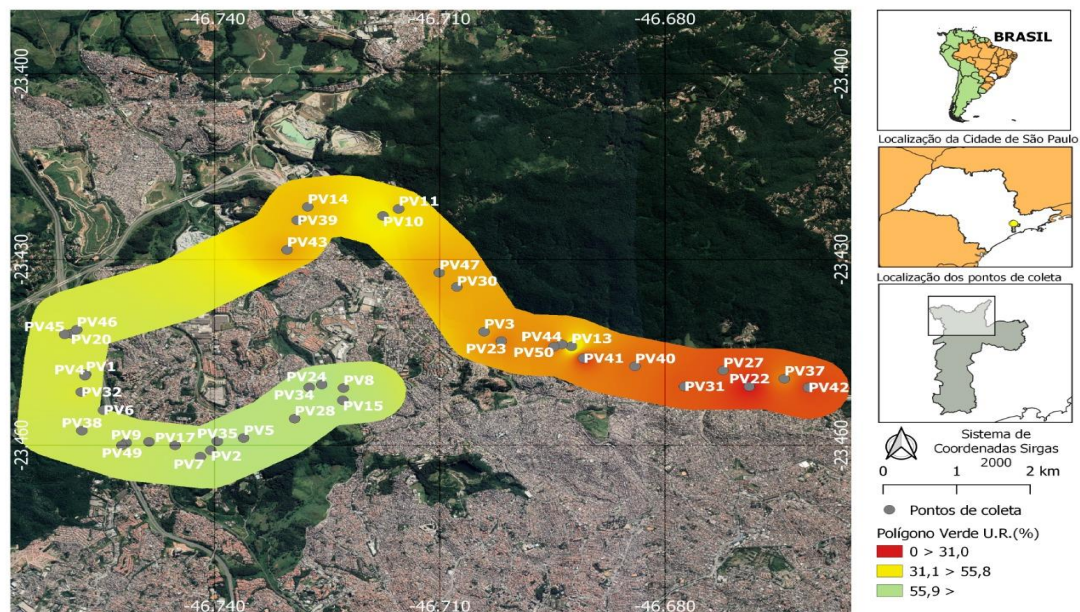 -46.740
-46.710
-46.680
-23.400
-23.400
PV14
PV11
PV39
PV10
PV43
-23.430
-23.430
PV47
PV30
PV46
PV45
PV20
PV3
PV44
PV13
PV23
PV50
PV41
PV40
PV27
PV37
PV22
PV31
PV42
PV4
PV1
PV32
PV24
PV8
PV34
PV15
PV6
PV28
PV38
PV9
PV17
PV35
PV5
PV49
PV7
PV2
-23.460
-23.460
-46.740
-46.710
-46.680
BRASIL
Localização da Cidade de São Paulo
Localização dos pontos de coleta
Sistema de
Coordenadas Sirgas
2000
0 1 2 km
Pontos de coleta
Polígono Verde U.R.(%)
0 > 31,0
31,1 > 55,8
55,9 >